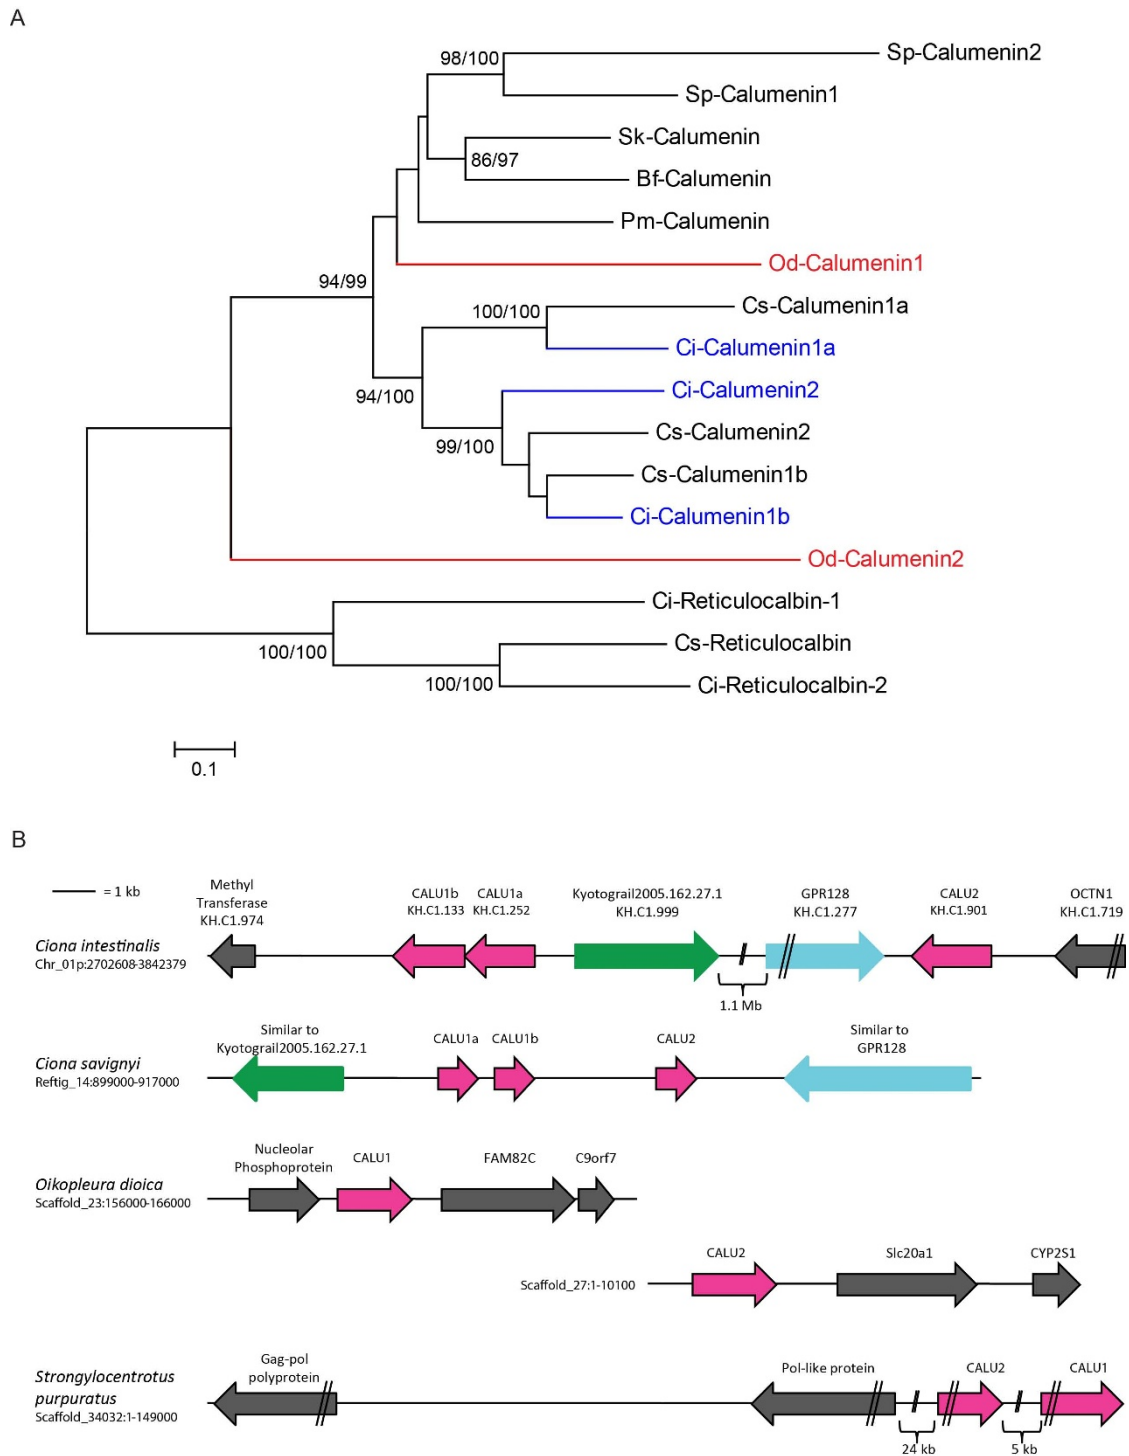 A
98/100
Sp-Calumenin2
Sp-Calumenin1
Sk-Calumenin
86/97
Bf-Calumenin
Pm-Calumenin
Od-Calumenin1
94/99
Cs-Calumenin1a
100/100
Ci-Calumenin1a
Ci-Calumenin2
94/100
Cs-Calumenin2
99/100
Cs-Calumenin1b
Ci-Calumenin1b
Od-Calumenin2
Ci-Reticulocalbin-1
Cs-Reticulocalbin
100/100
100/100
Ci-Reticulocalbin-2
0.1
B
= 1 kb
Methyl
Transferase
KH.C1.974
CALU1b
KH.C1.133
CALU1a
KH.C1.252
Kyotograil2005.162.27.1
KH.C1.999
GPR128
KH.C1.277
CALU2
KH.C1.901
OCTN1
KH.C1.719
Ciona intestinalis
Chr_01p:2702608-3842379
1.1 Mb
Similar to
Kyotograil2005.162.27.1
CALU1a
CALU1b
CALU2
Similar to
GPR128
Ciona savignyi
Reftig_14:899000-917000
Nucleolar
Phosphoprotein
CALU1
FAM82C
C9orf7
Oikopleura dioica
Scaffold_23:156000-166000
CALU2
Slc20a1
CYP2S1
Scaffold_27:1-10100
Gag-pol
polyprotein
Pol-like protein
CALU2
CALU1
Strongylocentrotus
purpuratus
Scaffold_34032:1-149000
24 kb
5 kb